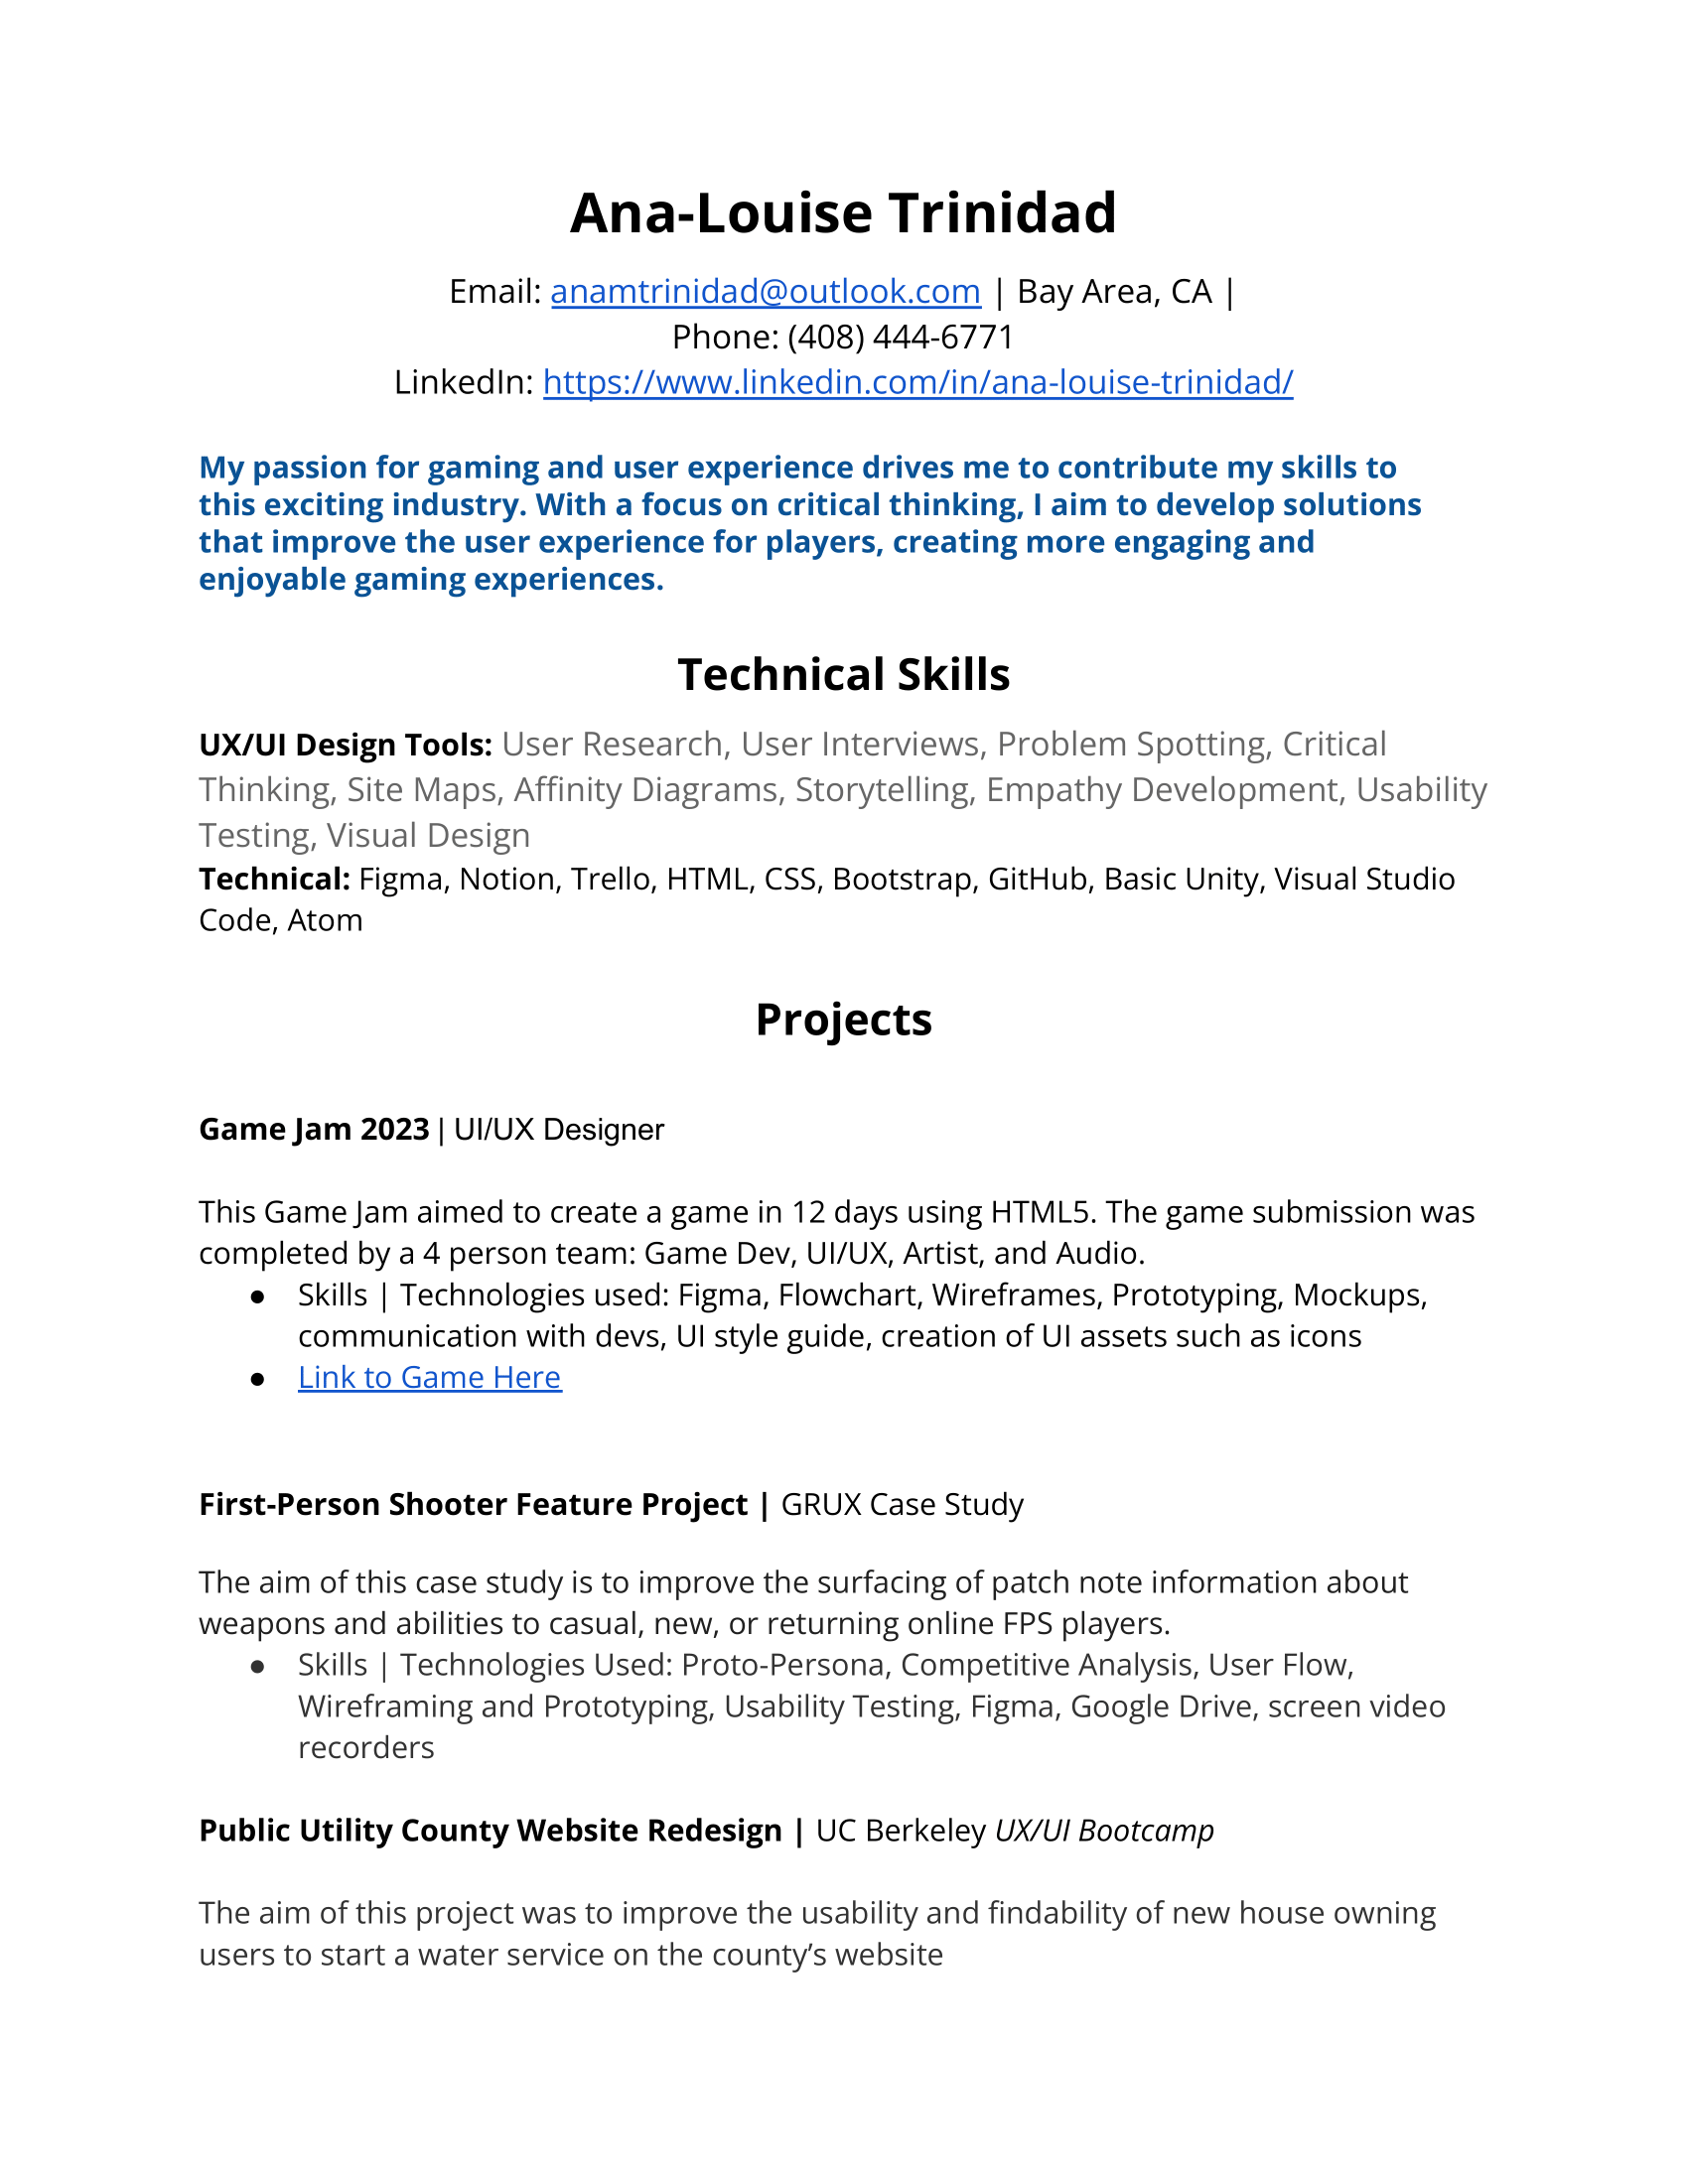 Ana-Louise Trinidad
Email: anamtrinidad@outlook.com | Bay Area, CA |
Phone: (408) 444-6771
LinkedIn: https://www.linkedin.com/in/ana-louise-trinidad/
My passion for gaming and user experience drives me to contribute my skills to
this exciting industry. With a focus on critical thinking, I aim to develop solutions
that improve the user experience for players, creating more engaging and
enjoyable gaming experiences.
Technical Skills
UX/UI Design Tools: User Research, User Interviews, Problem Spotting, Critical
Thinking, Site Maps, Affinity Diagrams, Storytelling, Empathy Development, Usability
Testing, Visual Design
Technical: Figma, Notion, Trello, HTML, CSS, Bootstrap, GitHub, Basic Unity, Visual Studio
Code, Atom
Projects
Game Jam 2023 | UI/UX Designer
This Game Jam aimed to create a game in 12 days using HTML5. The game submission was
completed by a 4 person team: Game Dev, UI/UX, Artist, and Audio.
● Skills | Technologies used: Figma, Flowchart, Wireframes, Prototyping, Mockups,
communication with devs, UI style guide, creation of UI assets such as icons
● Link to Game Here
First-Person Shooter Feature Project | GRUX Case Study
The aim of this case study is to improve the surfacing of patch note information about
weapons and abilities to casual, new, or returning online FPS players.
● Skills | Technologies Used: Proto-Persona, Competitive Analysis, User Flow,
Wireframing and Prototyping, Usability Testing, Figma, Google Drive, screen video
recorders
Public Utility County Website Redesign | UC Berkeley UX/UI Bootcamp
The aim of this project was to improve the usability and findability of new house owning
users to start a water service on the county’s website